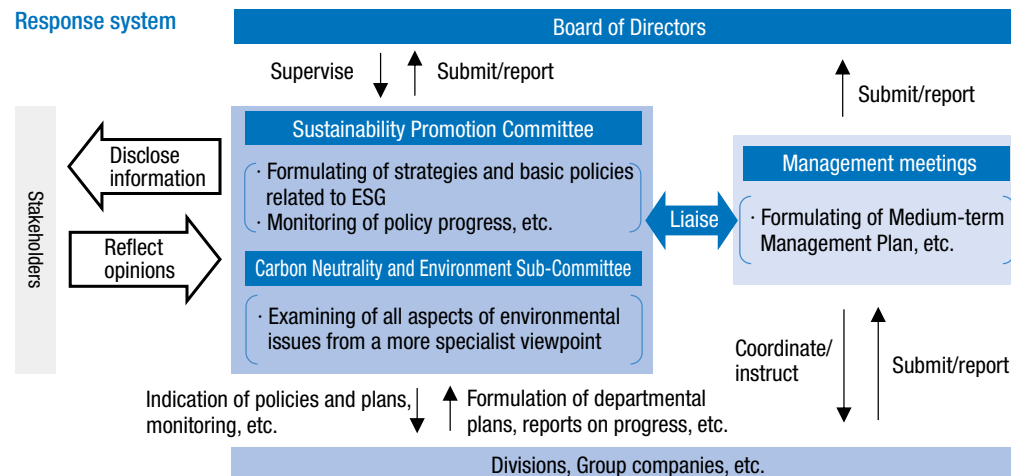 Response system
Board of Directors
Supervise
Submit/report
Submit/report
Stakeholders
Disclose
information
Reflect
opinions
Sustainability Promotion Committee
· Formulating of strategies and basic policies
related to ESG
· Monitoring of policy progress, etc.
Carbon Neutrality and Environment Sub-Committee
· Examining of all aspects of environmental
issues from a more specialist viewpoint
Liaise
Management meetings
· Formulating of Medium-term
Management Plan, etc.
Indication of policies and plans,
monitoring, etc.
Formulation of departmental
plans, reports on progress, etc.
Coordinate/
instruct
Submit/report
Divisions, Group companies, etc.